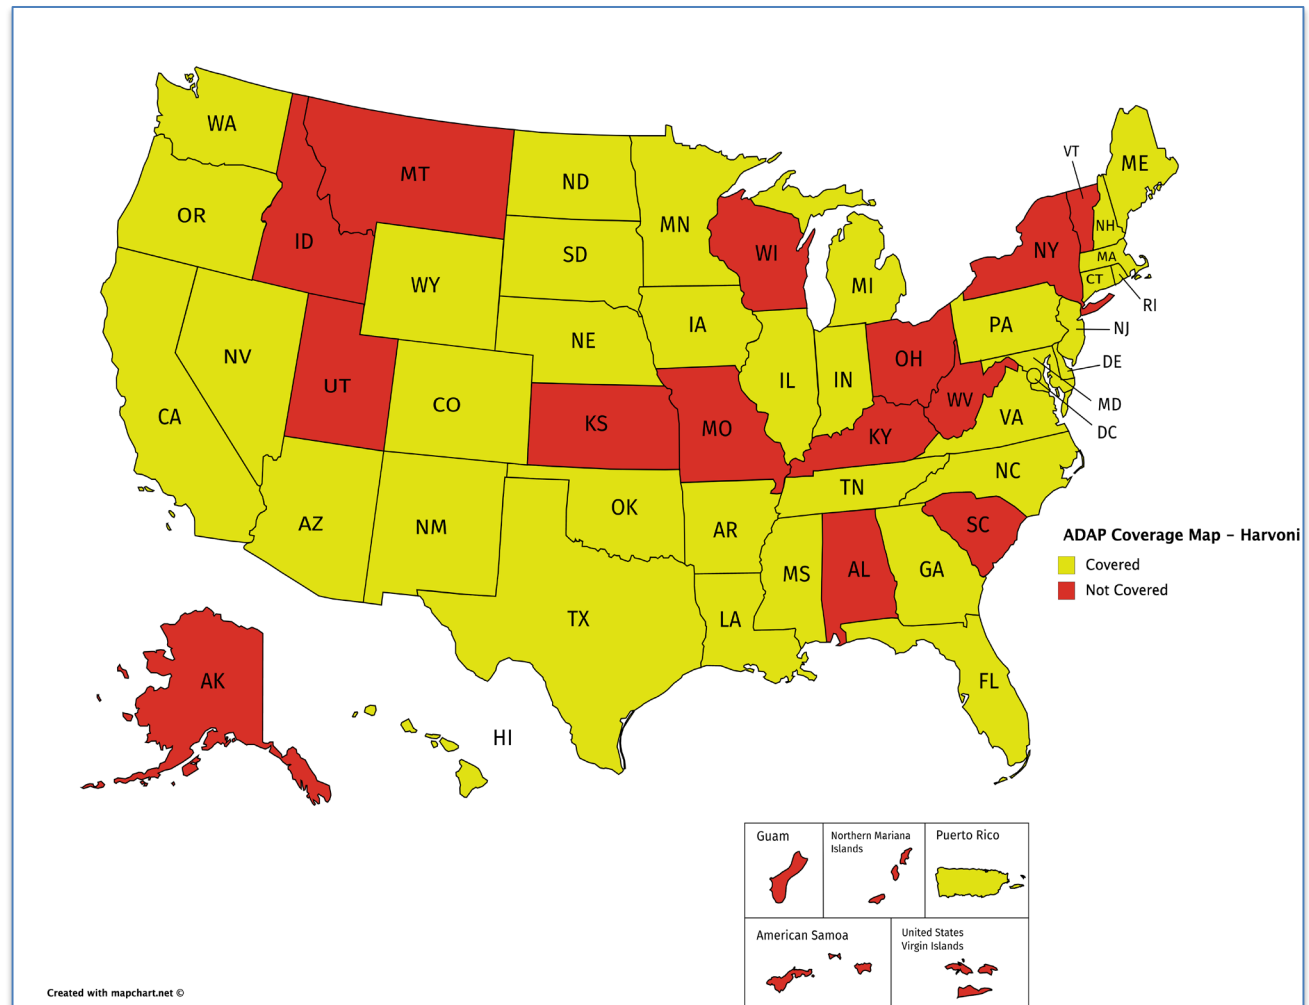 WA
MT
ND
MN
VT
ME
OR
ID
SD
WI
NY
NH
MA
CT
RI
WY
MI
NV
NE
IA
PA
NJ
UT
CO
IL
IN
OH
DE
CA
KS
MO
KY
WV
VA
MD
DC
AZ
NM
OK
AR
TN
NC
SC
ADAP Coverage Map – Harvoni
Covered
Not Covered
TX
LA
MS
AL
GA
FL
AK
HI
Guam
Northern Mariana
Islands
Puerto Rico
American Samoa
United States
Virgin Islands
Created with mapchart.net ©